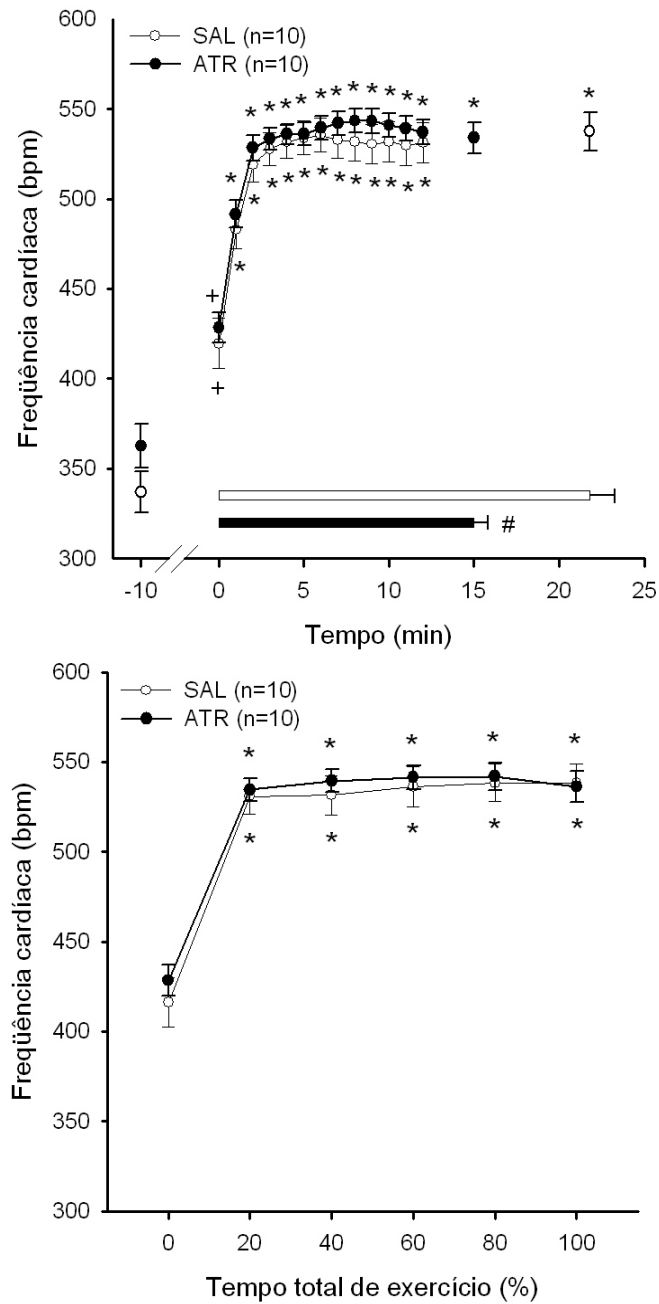 600
SAL (n=10)
ATR (n=10)
550
500
450
400
350
300
* * * * * * * * * * * * * *
* * * * * * * * * * * *
+
+
#
-10 0 5 10 15 20 25
Freqüência cardíaca (bpm)
Tempo (min)
600
SAL (n=10)
ATR (n=10)
550
500
450
400
350
300
* * * * *
* * * * *
0 20 40 60 80 100
Freqüência cardíaca (bpm)
Tempo total de exercício (%)